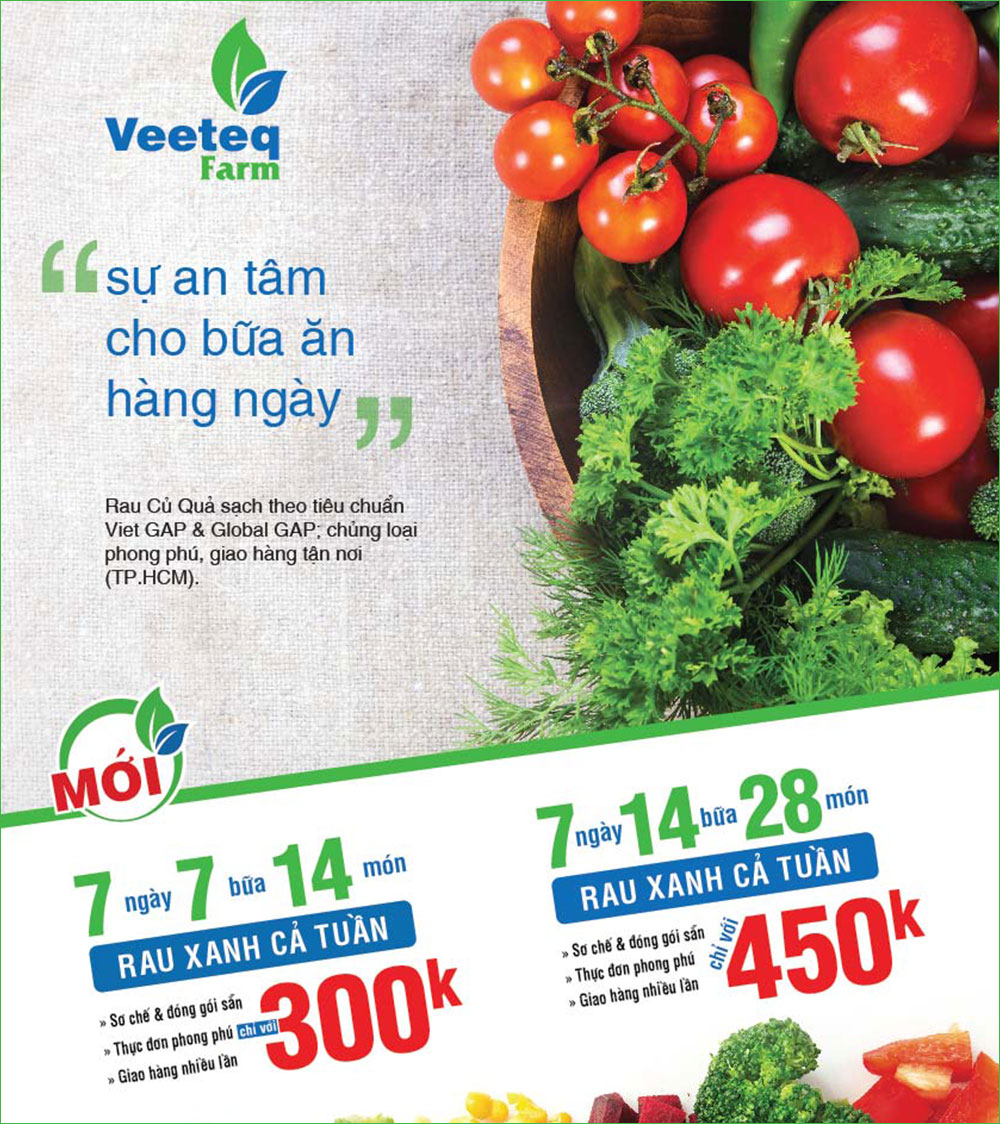 Veeteq
Farm
“sự an tâm
cho bữa ăn
hàng ngày”
Rau Củ Quả sạch theo tiêu chuẩn
Viet GAP & Global GAP; chủng loại
phong phú, giao hàng tận nơi
(TP.HCM).
MỚI
7 ngày 7 bữa 14 món
RAU XANH CẢ TUẦN
» Sơ chế & đóng gói sẵn
» Thực đơn phong phú
» Giao hàng nhiều lần
chỉ với
300k
7 ngày 14 bữa 28 món
RAU XANH CẢ TUẦN
» Sơ chế & đóng gói sẵn
» Thực đơn phong phú
» Giao hàng nhiều lần
chỉ với
450k